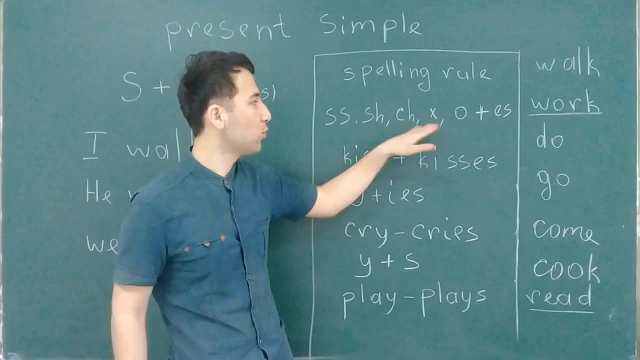 present Simple
S +
s)
I wal
He
we
spelling rule
ss. sh, ch, x, o + es
+ kisses
y + ies
cry – cries
y + s
play – plays
walk
work
do
go
come
cook
read